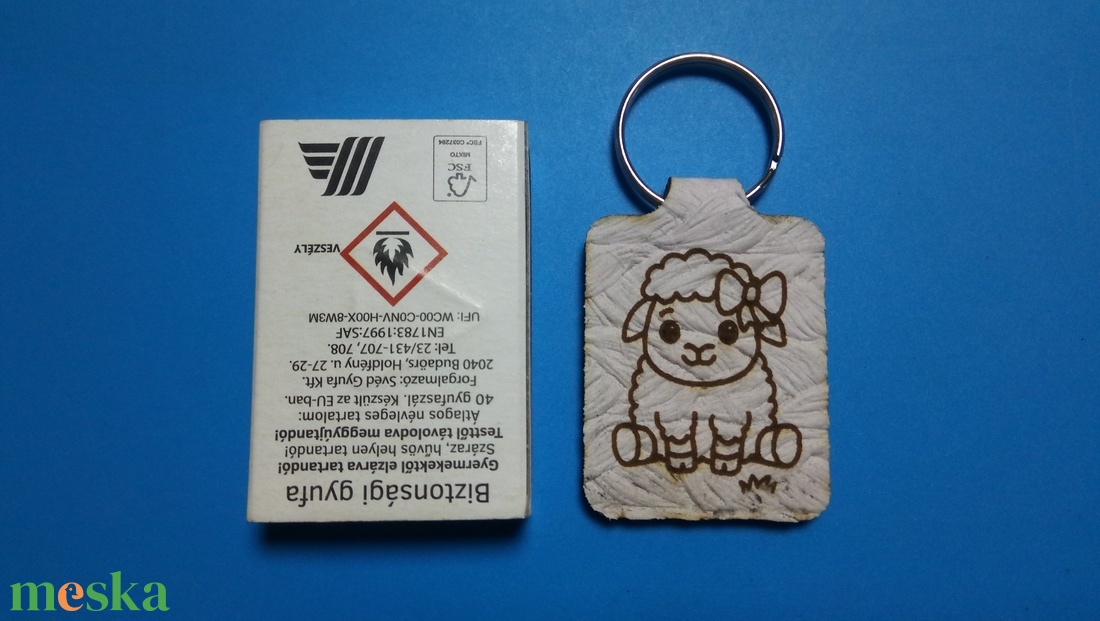 Biztonsági gyufa
Gyermekektől elzárva tartandó!
Száraz, hűvös helyen tartandó!
Testtől távolodva meggyújtandó!
Átlagos névleges tartalom:
40 gyufaszál. Készült az EU-ban.
Forgalmazó: Svéd Gyufa Kft.
2040 Budaörs, Holdfény u. 27-29.
Tel: 23/431-707, 708.
EN1783:1997:SAF
UFI: WC00-C0NV-H00X-8W3M
VESZÉLY
FSC
MIXTO
FSC® C037284
meska